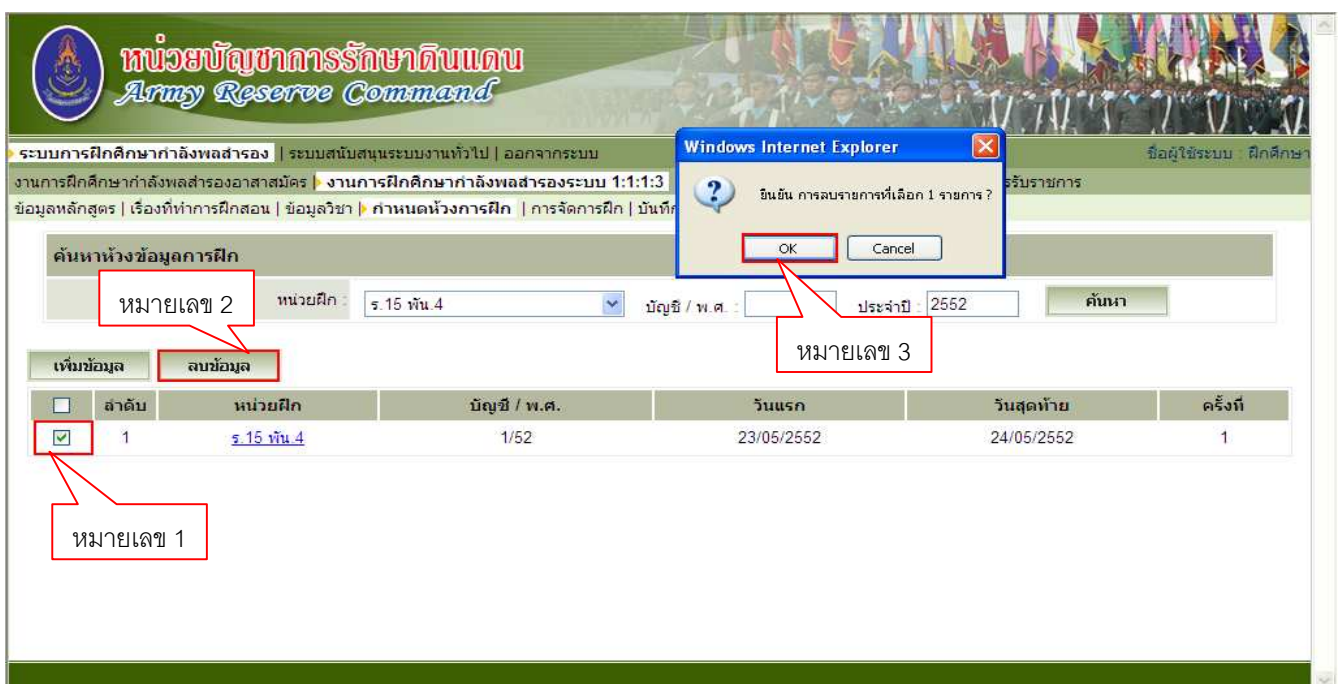 หน่วยบัญชาการรักษาดินแดน
Army Reserve Command
ระบบการฝึกศึกษากำลังพลสำรอง | ระบบสนับสนุนระบบงานทั่วไป | ออกจากระบบ
ชื่อผู้ใช้ระบบ : ฝึกศึกษา
งานการฝึกศึกษากำลังพลสำรองอาสาสมัคร | งานการฝึกศึกษากำลังพลสำรองระบบ 1:1:1:3
รับราชการ
ข้อมูลหลักสูตร | เรื่องที่ทำการฝึกสอน | ข้อมูลวิชา | กำหนดห้วงการฝึก | การจัดการฝึก |
Windows Internet Explorer
ยืนยัน การลบรายการที่เลือก 1 รายการ ?
OK Cancel
ค้นหาห้วงข้อมูลการฝึก
หน่วยฝึก : ร.15 พัน.4 บัญชี / พ.ศ. : ประจำปี : 2552 ค้นหา
หมายเลข 2
หมายเลข 3
เพิ่มข้อมูล ลบข้อมูล
ลำดับ หน่วยฝึก บัญชี / พ.ศ. วันแรก วันสุดท้าย ครั้งที่
1 ร.15 พัน.4 1/52 23/05/2552 24/05/2552 1
หมายเลข 1